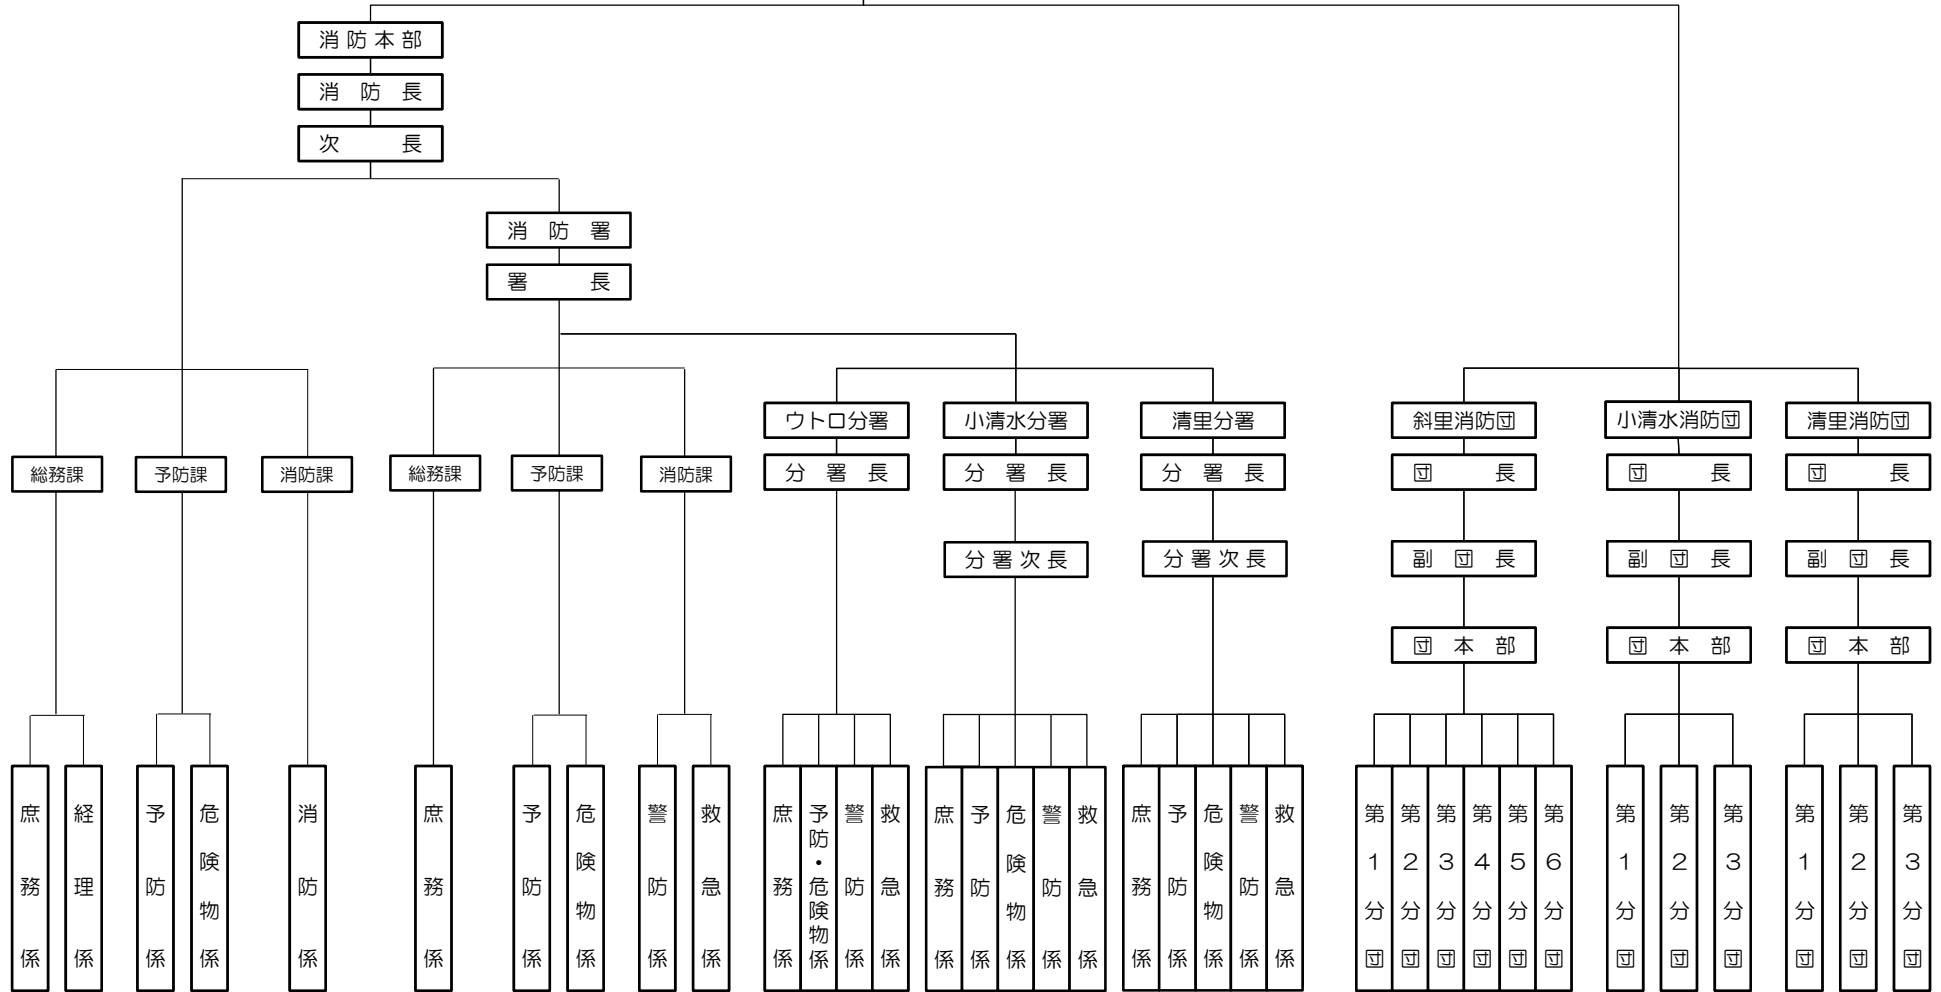 消防本部
消防長
次長
消防署
署長
ウトロ分署
小清水分署
清里分署
斜里消防団
小清水消防団
清里消防団
総務課
予防課
消防課
総務課
予防課
消防課
分署長
分署長
分署長
団長
団長
団長
分署次長
分署次長
副団長
副団長
副団長
団本部
団本部
団本部
庶務係
経理係
予防係
危険物係
消防係
庶務係
予防係
危険物係
警防係
救急係
庶務係
予防・危険物係
警防係
救急係
庶務係
予防係
危険物係
警防係
救急係
庶務係
予防係
危険物係
警防係
救急係
第1分団
第2分団
第3分団
第4分団
第5分団
第6分団
第1分団
第2分団
第3分団
第1分団
第2分団
第3分団